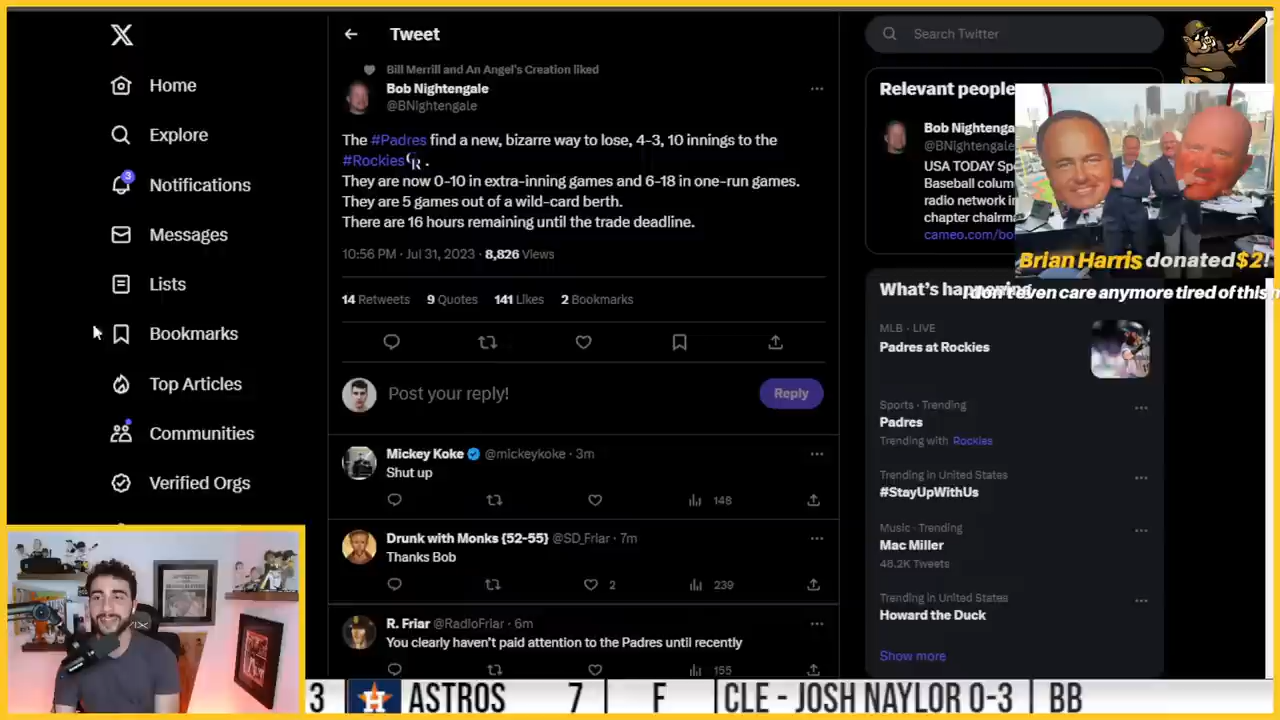 Home
Explore
3
Notifications
Messages
Lists
Bookmarks
Top Articles
Communities
Verified Orgs
Tweet
Bill Merrill and An Angel's Creation liked
Bob Nightengale
@BNightengale
The #Padres find a new, bizarre way to lose, 4-3, 10 innings to the
#Rockies .
They are now 0-10 in extra-inning games and 6-18 in one-run games.
They are 5 games out of a wild-card berth.
There are 16 hours remaining until the trade deadline.
10:56 PM · Jul 31, 2023 · 8,826 Views
14 Retweets 9 Quotes 141 Likes 2 Bookmarks
Post your reply!
Reply
Mickey Koke @mickeykoke · 3m
Shut up
148
Drunk with Monks {52-55} @SD_Friar · 7m
Thanks Bob
2 239
R. Friar @RadioFriar · 6m
You clearly haven't paid attention to the Padres until recently
155
Search Twitter
Relevant people
Bob Nightenga
@BNightengale
USA TODAY Sp
Baseball colum
radio network i
chapter chairma
cameo.com/bo
Brian Harris donated $2!
I don't even care anymore tired of this
What's happening
MLB · LIVE
Padres at Rockies
Sports · Trending
Padres
Trending with Rockies
Trending in United States
#StayUpWithUs
Music · Trending
Mac Miller
46.2K Tweets
Trending in United States
Howard the Duck
Show more
3 ASTROS 7 F CLE - JOSH NAYLOR 0-3 BB